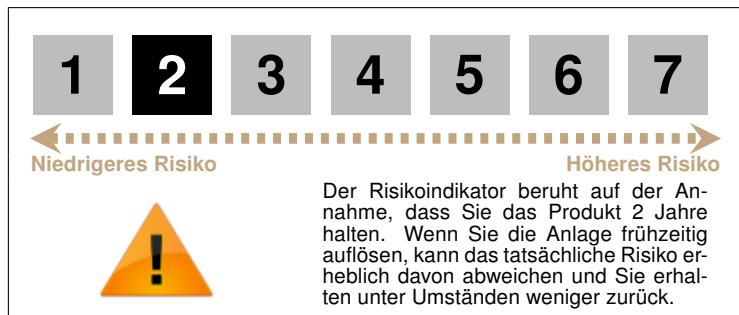 1 2 3 4 5 6 7
Niedrigeres Risiko Höheres Risiko
Der Risikoindikator beruht auf der An-
nahme, dass Sie das Produkt 2 Jahre
halten. Wenn Sie die Anlage frühzeitig
auflösen, kann das tatsächliche Risiko er-
heblich davon abweichen und Sie erhal-
ten unter Umständen weniger zurück.
!